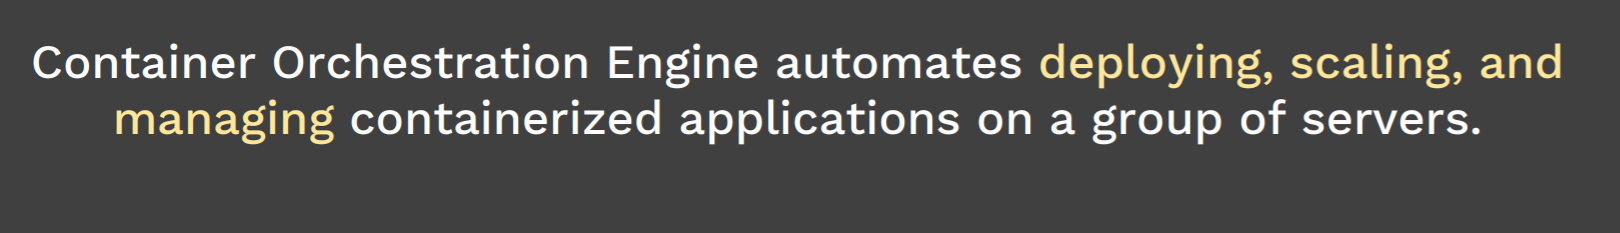 Container Orchestration Engine automates deploying, scaling, and
managing containerized applications on a group of servers.